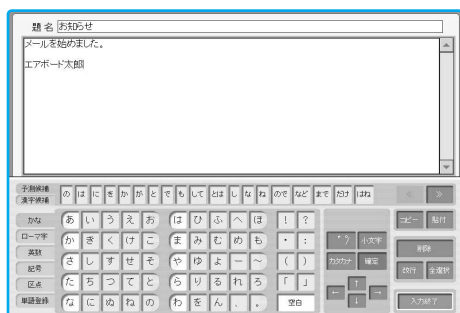 題名 お知らせ
メールを始めました。
エアボード太郎
予測候補
漢字候補
の は に を か が と で も して とは し な ね ので など まで だけ はね
≪ ≫
かな
ローマ字
英数
記号
区点
単語登録
あ い う え お は ひ ふ へ ほ ! ?
か き く け こ ま み む め も ・ :
さ し す せ そ や ゆ よ ー ～ ( )
た ち つ て と ら り る れ ろ 「 」
な に ぬ ね の わ を ん 、 。 空白
゛゜ 小文字
カタカナ 確定
↑
← →
↓
コピー 貼付
削除
改行 全選択
入力終了